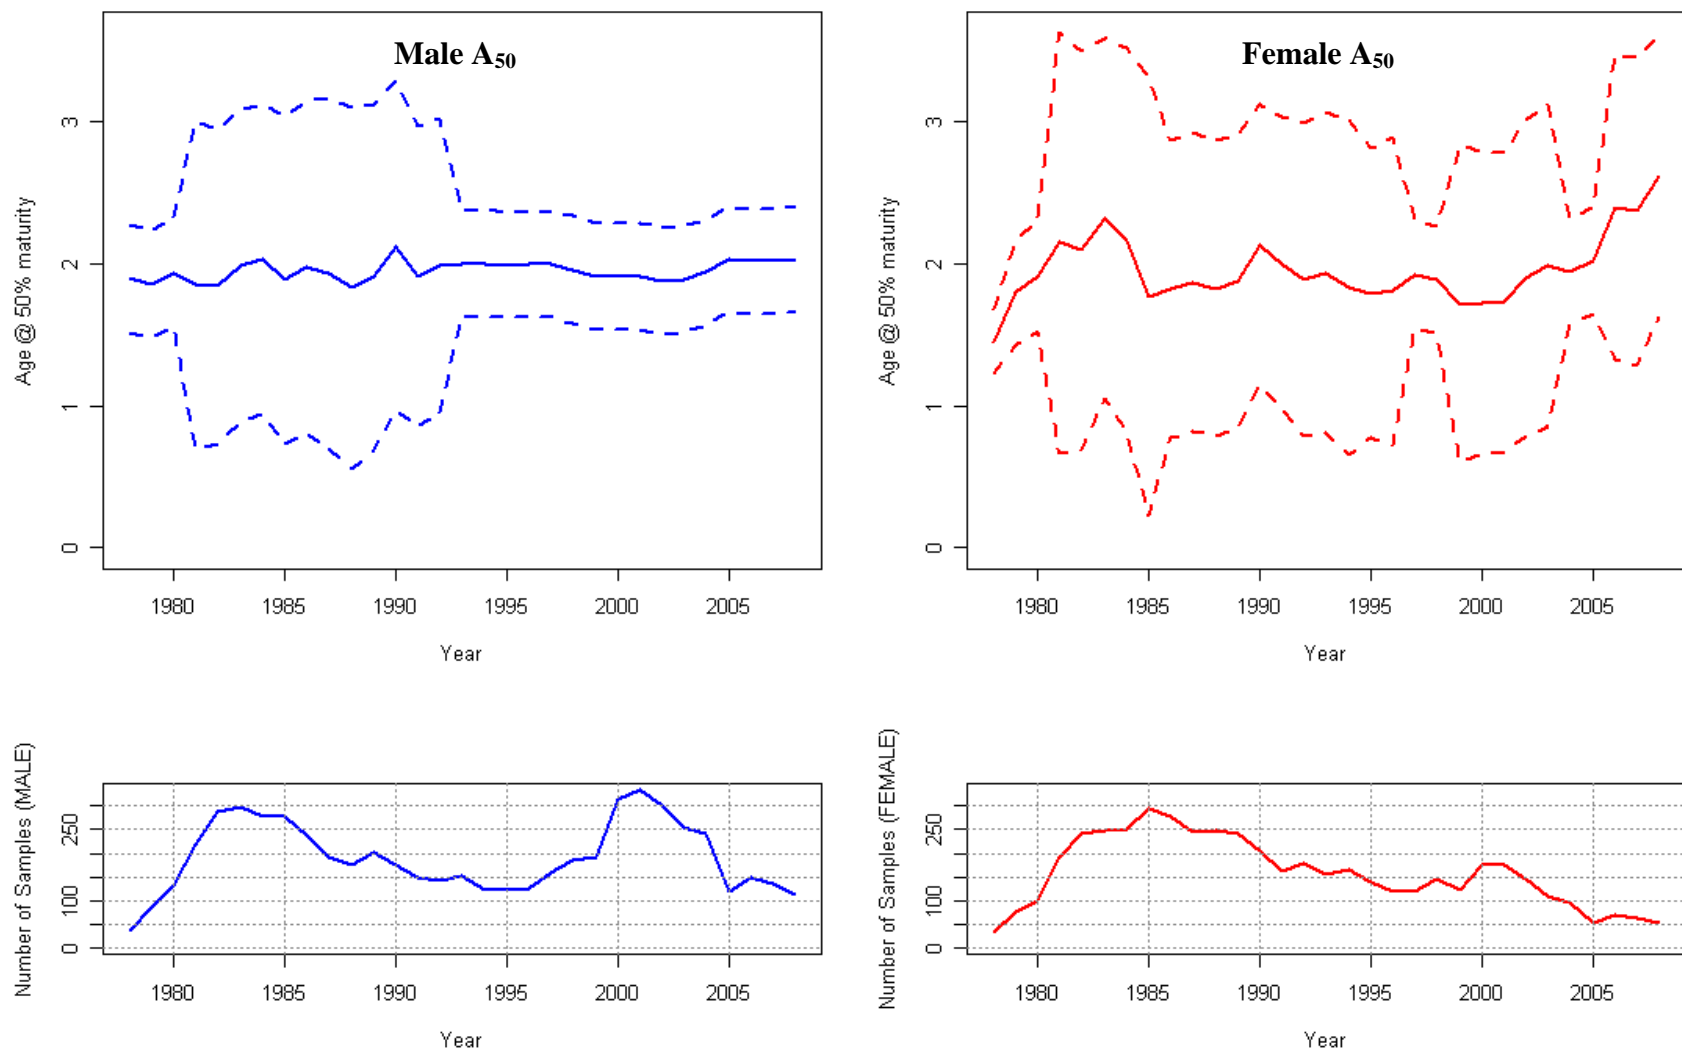 Male A50
Age @ 50% maturity
3
2
1
0
1980 1985 1990 1995 2000 2005
Year
Female A50
Age @ 50% maturity
3
2
1
0
1980 1985 1990 1995 2000 2005
Year
Number of Samples (MALE)
250
100
0
1980 1985 1990 1995 2000 2005
Year
Number of Samples (FEMALE)
250
100
0
1980 1985 1990 1995 2000 2005
Year